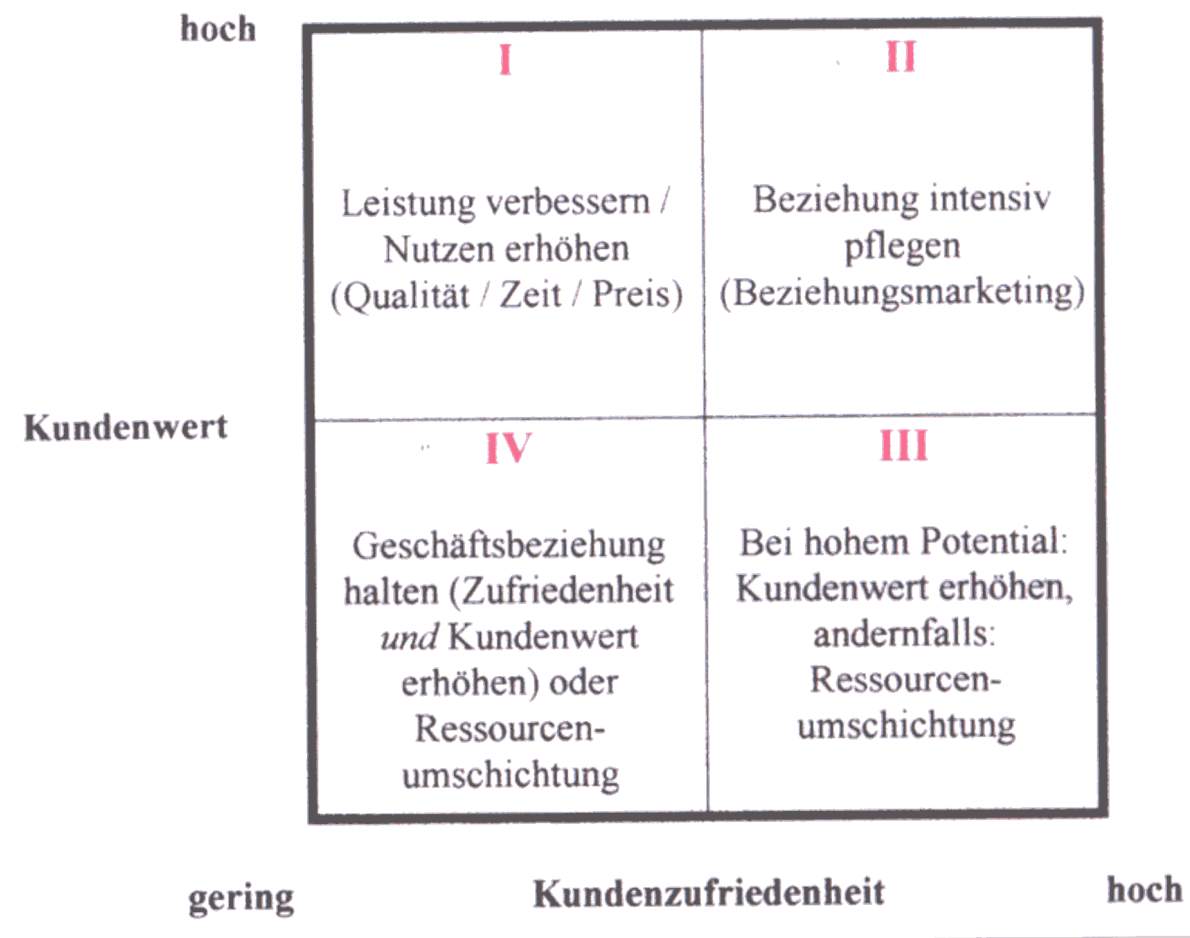 hoch
I
II
Leistung verbessern /
Nutzen erhöhen
(Qualität / Zeit / Preis)
Beziehung intensiv
pflegen
(Beziehungsmarketing)
Kundenwert
IV
III
Geschäftsbeziehung
halten (Zufriedenheit
und Kundenwert
erhöhen) oder
Ressourcen-
umschichtung
Bei hohem Potential:
Kundenwert erhöhen,
andernfalls:
Ressourcen-
umschichtung
gering
Kundenzufriedenheit
hoch